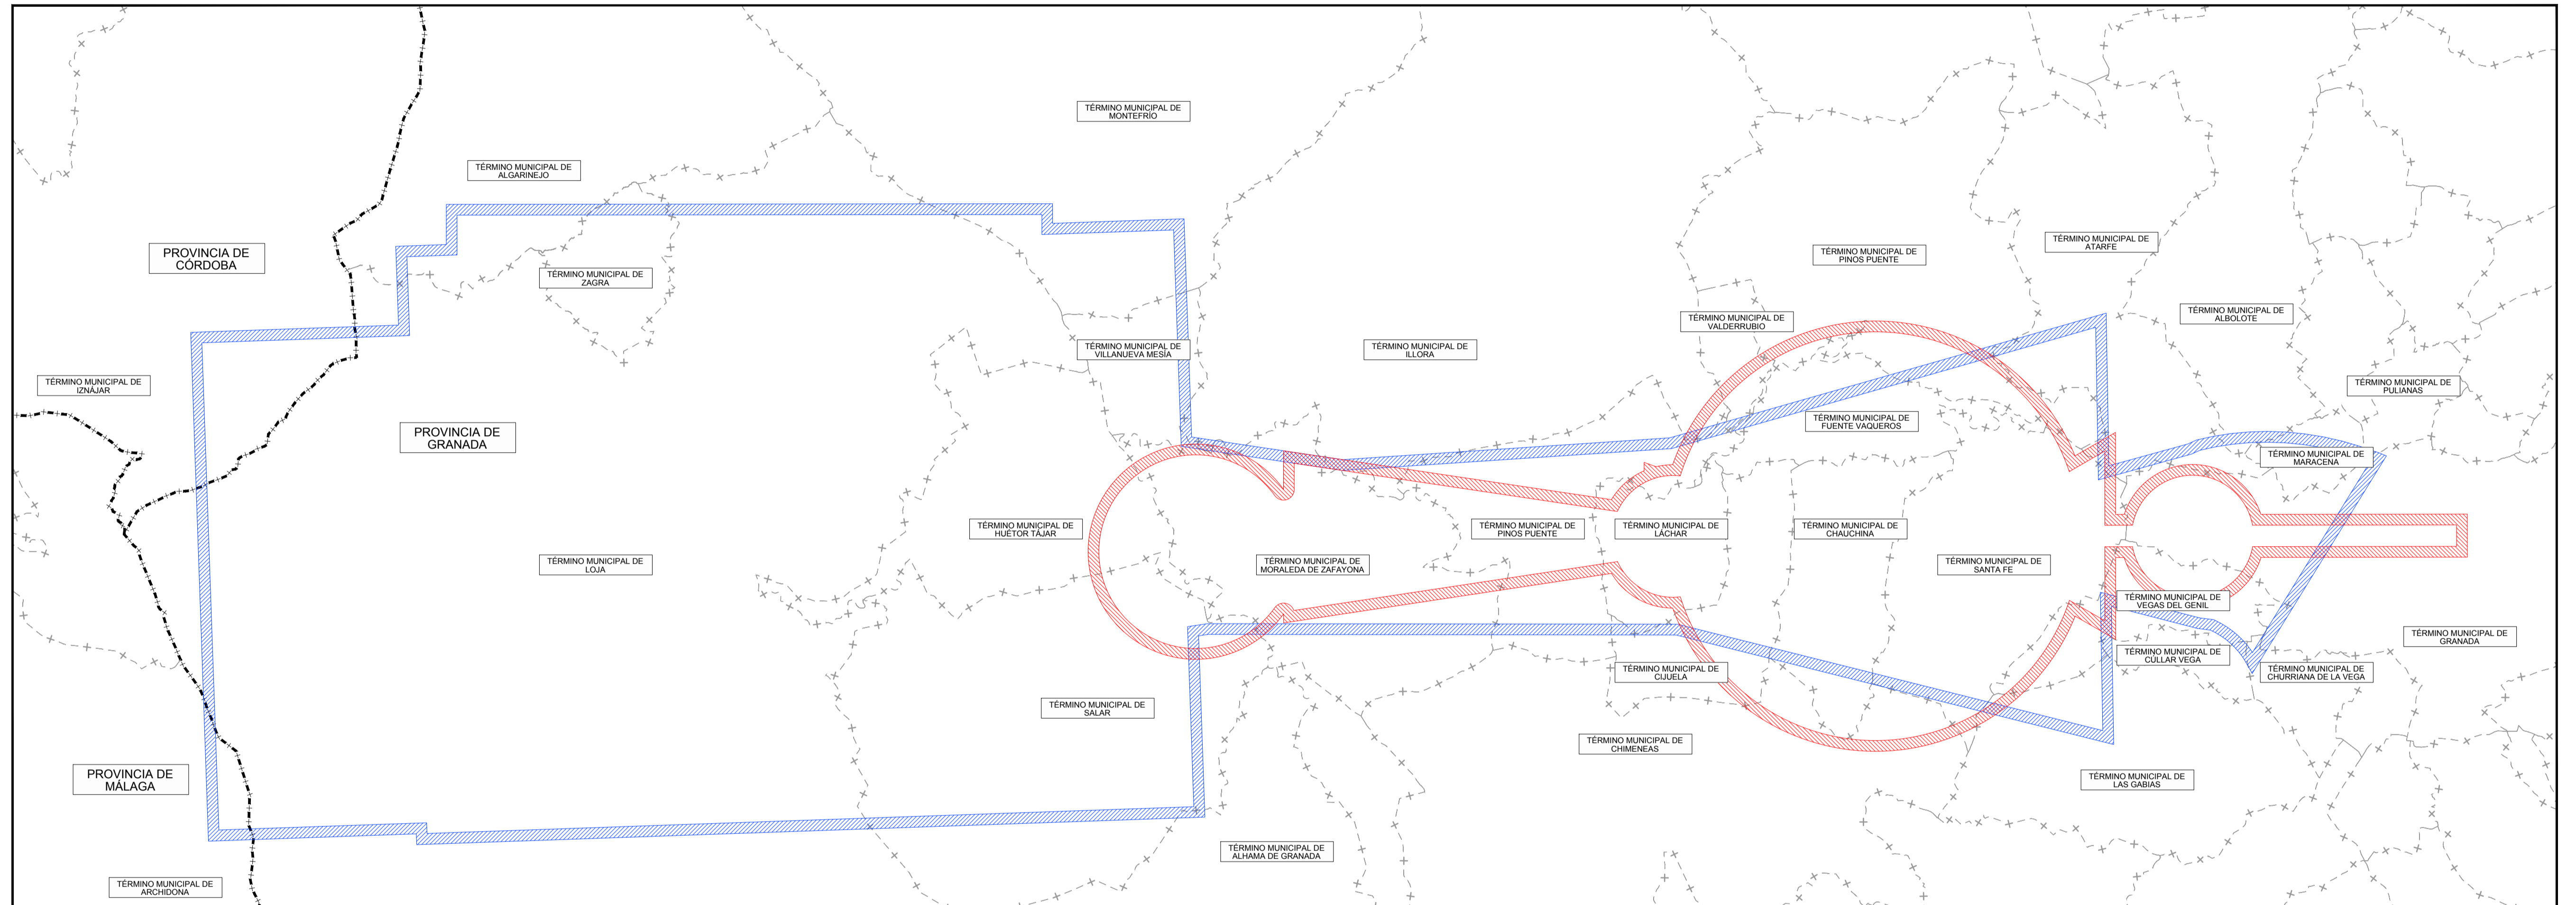 TÉRMINO MUNICIPAL DE
MONTEFRÍO
TÉRMINO MUNICIPAL DE
ALGARINEJO
PROVINCIA DE
CÓRDOBA
TÉRMINO MUNICIPAL DE
ZAGRA
TÉRMINO MUNICIPAL DE
PINOS PUENTE
TÉRMINO MUNICIPAL DE
ATARFE
TÉRMINO MUNICIPAL DE
VALDERRUBIO
TÉRMINO MUNICIPAL DE
ALBOLOTE
TÉRMINO MUNICIPAL DE
VILLANUEVA MESÍA
TÉRMINO MUNICIPAL DE
ILLORA
TÉRMINO MUNICIPAL DE
IZNÁJAR
TÉRMINO MUNICIPAL DE
PULIANAS
PROVINCIA DE
GRANADA
TÉRMINO MUNICIPAL DE
FUENTE VAQUEROS
TÉRMINO MUNICIPAL DE
MARACENA
TÉRMINO MUNICIPAL DE
HUÉTOR TÁJAR
TÉRMINO MUNICIPAL DE
PINOS PUENTE
TÉRMINO MUNICIPAL DE
LÁCHAR
TÉRMINO MUNICIPAL DE
CHAUCHINA
TÉRMINO MUNICIPAL DE
LOJA
TÉRMINO MUNICIPAL DE
MORALEDA DE ZAFAYONA
TÉRMINO MUNICIPAL DE
SANTA FE
TÉRMINO MUNICIPAL DE
VEGAS DEL GENIL
TÉRMINO MUNICIPAL DE
GRANADA
TÉRMINO MUNICIPAL DE
CÚLLAR VEGA
TÉRMINO MUNICIPAL DE
CIJUELA
TÉRMINO MUNICIPAL DE
CHURRIANA DE LA VEGA
TÉRMINO MUNICIPAL DE
SALAR
TÉRMINO MUNICIPAL DE
CHIMENEAS
PROVINCIA DE
MÁLAGA
TÉRMINO MUNICIPAL DE
LAS GABIAS
TÉRMINO MUNICIPAL DE
ALHAMA DE GRANADA
TÉRMINO MUNICIPAL DE
ARCHIDONA